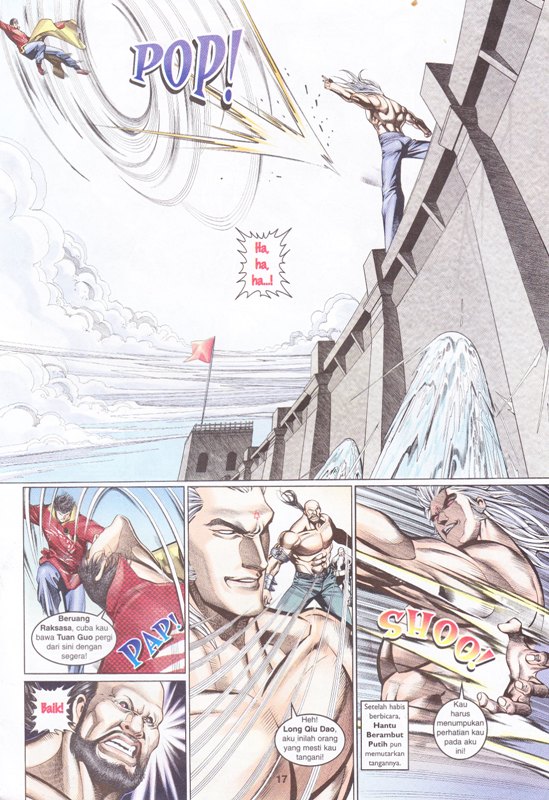 POP!
Ha,
ha,
ha...!
Beruang
Raksasa, cuba kau
bawa Tuan Guo pergi
dari sini dengan
segera!
PAP!
Baik!
Heh!
Long Qiu Dao,
aku inilah orang
yang mesti kau
tangani!
SHOO!
Setelah habis
berbicara,
Hantu
Berambut
Putih pun
memutarkan
tangannya.
Kau
harus
menumpukan
perhatian kau
pada aku
ini!
17